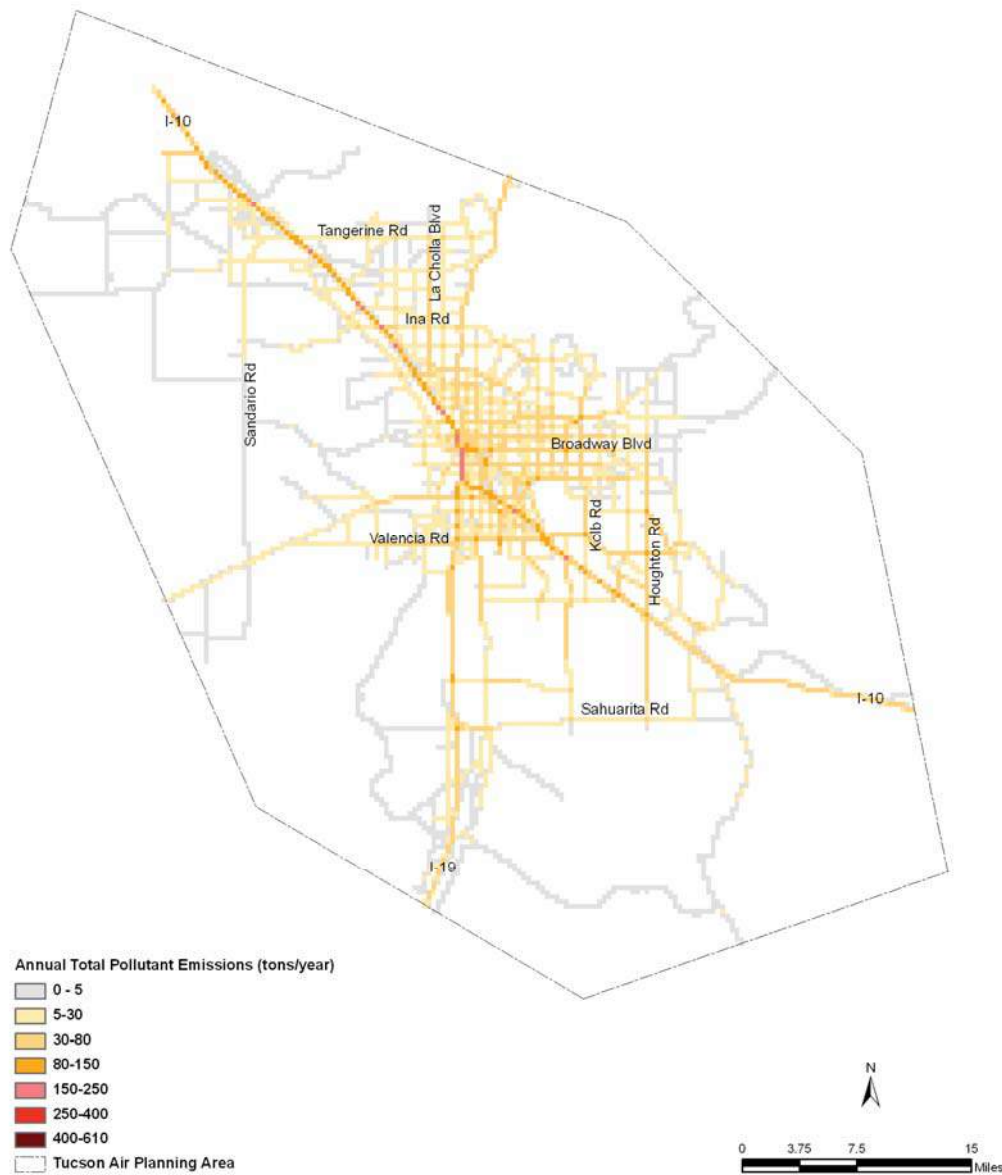 I-10
Tangerine Rd
La Cholla Blvd
Ina Rd
Sandario Rd
Broadway Blvd
Valencia Rd
Kolb Rd
Houghton Rd
Sahuarita Rd
I-10
I-19
Annual Total Pollutant Emissions (tons/year)
0 - 5
5-30
30-80
80-150
150-250
250-400
400-610
Tucson Air Planning Area
N
0 3.75 7.5 15
Miles